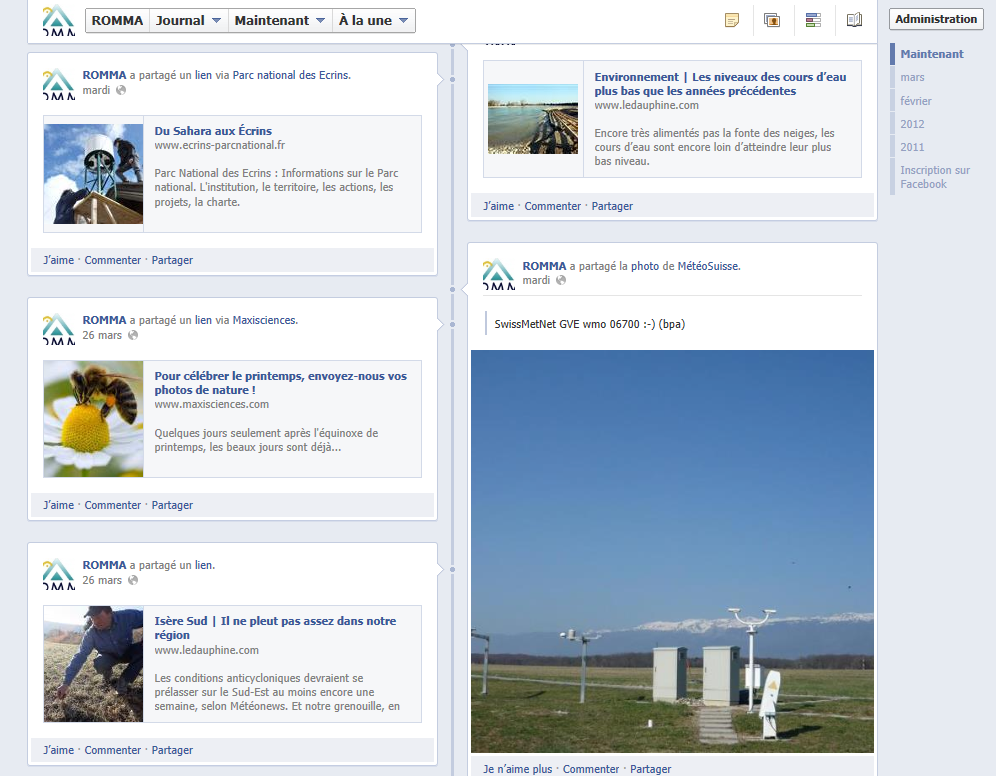 ROMMA
Journal
Maintenant
À la une
Administration
Maintenant
mars
février
2012
2011
Inscription sur
Facebook
ROMMA a partagé un lien via Parc national des Ecrins.
mardi
Du Sahara aux Écrins
www.ecrins-parcnational.fr
Parc National des Ecrins : Informations sur le Parc
national. L'institution, le territoire, les actions, les
projets, la charte.
J'aime · Commenter · Partager
ROMMA a partagé un lien via Maxisciences.
26 mars
Pour célébrer le printemps, envoyez-nous vos
photos de nature !
www.maxisciences.com
Quelques jours seulement après l'équinoxe de
printemps, les beaux jours sont déjà...
J'aime · Commenter · Partager
ROMMA a partagé un lien.
26 mars
Isère Sud | Il ne pleut pas assez dans notre
région
www.ledauphine.com
Les conditions anticycloniques devraient se
prélasser sur le Sud-Est au moins encore une
semaine, selon Météonews. Et notre grenouille, en
J'aime · Commenter · Partager
Environnement | Les niveaux des cours d'eau
plus bas que les années précédentes
www.ledauphine.com
Encore très alimentés pas la fonte des neiges, les
cours d'eau sont encore loin d'atteindre leur plus
bas niveau.
J'aime · Commenter · Partager
ROMMA a partagé la photo de MétéoSuisse.
mardi
SwissMetNet GVE wmo 06700 :-) (bpa)
Je n'aime plus · Commenter · Partager